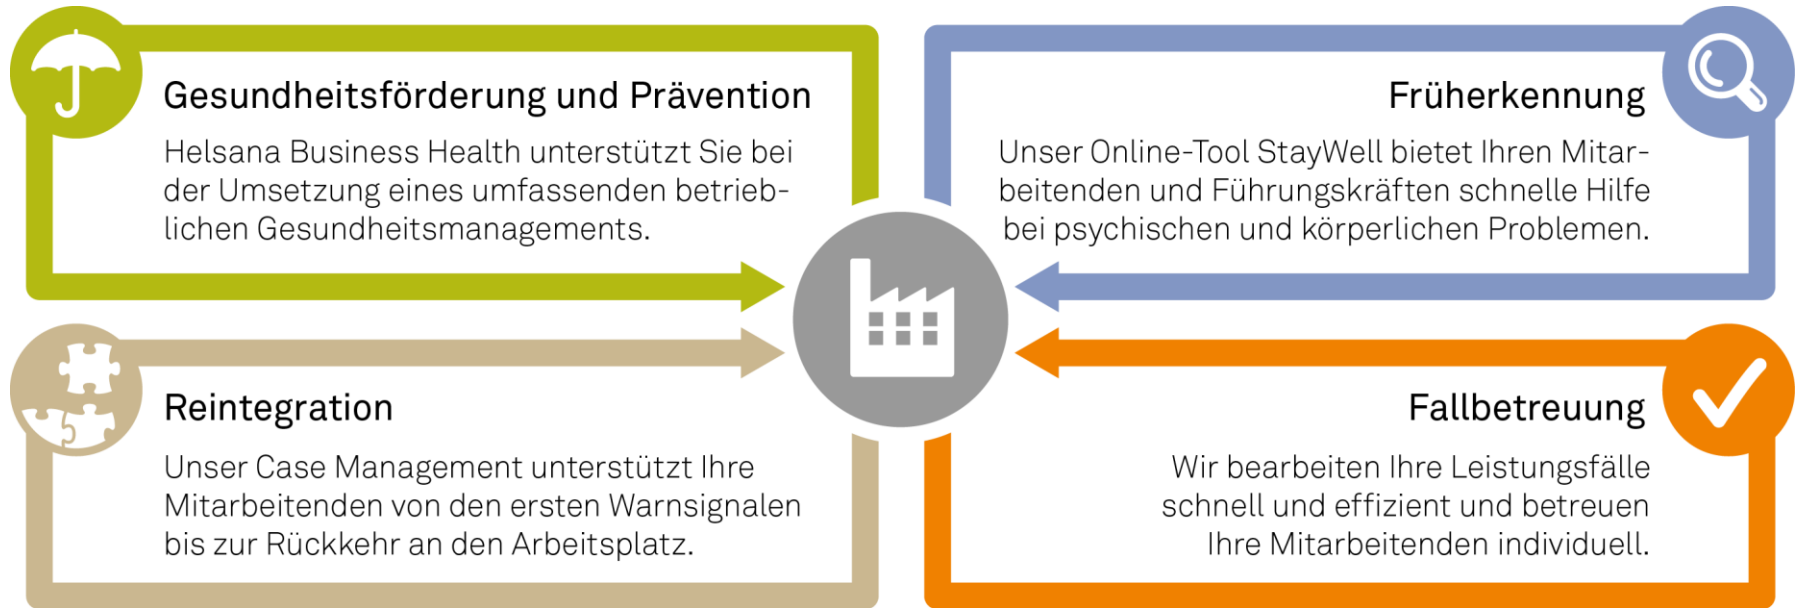 Gesundheitsförderung und Prävention
Helsana Business Health unterstützt Sie bei
der Umsetzung eines umfassenden betrieb-
lichen Gesundheitsmanagements.
Früherkennung
Unser Online-Tool StayWell bietet Ihren Mitar-
beitenden und Führungskräften schnelle Hilfe
bei psychischen und körperlichen Problemen.
Reintegration
Unser Case Management unterstützt Ihre
Mitarbeitenden von den ersten Warnsignalen
bis zur Rückkehr an den Arbeitsplatz.
Fallbetreuung
Wir bearbeiten Ihre Leistungsfälle
schnell und effizient und betreuen
Ihre Mitarbeitenden individuell.